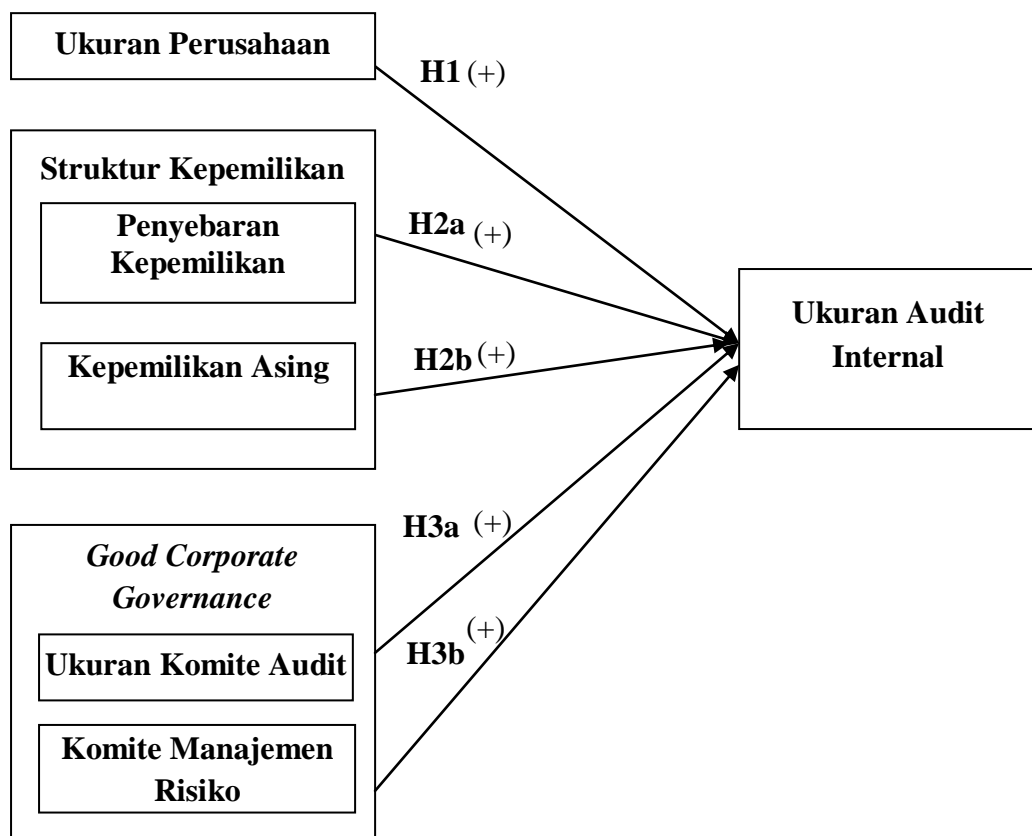 Ukuran Perusahaan
H1 (+)
Struktur Kepemilikan
Penyebaran
Kepemilikan
H2a (+)
Kepemilikan Asing
H2b (+)
Ukuran Audit
Internal
Good Corporate
Governance
H3a (+)
Ukuran Komite Audit
H3b (+)
Komite Manajemen
Risiko